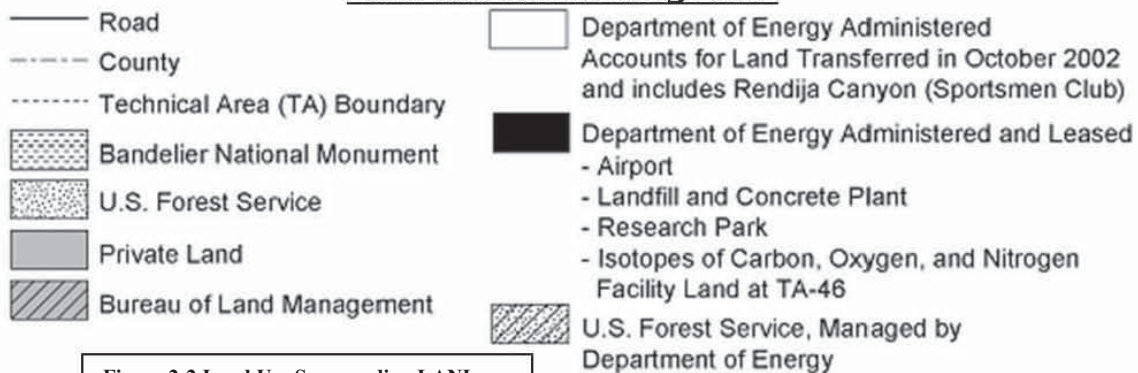 Road
County
Technical Area (TA) Boundary
Bandelier National Monument
U.S. Forest Service
Private Land
Bureau of Land Management
Department of Energy Administered
Accounts for Land Transferred in October 2002
and includes Rendija Canyon (Sportsmen Club)
Department of Energy Administered and Leased
- Airport
- Landfill and Concrete Plant
- Research Park
- Isotopes of Carbon, Oxygen, and Nitrogen
Facility Land at TA-46
U.S. Forest Service, Managed by
Department of Energy